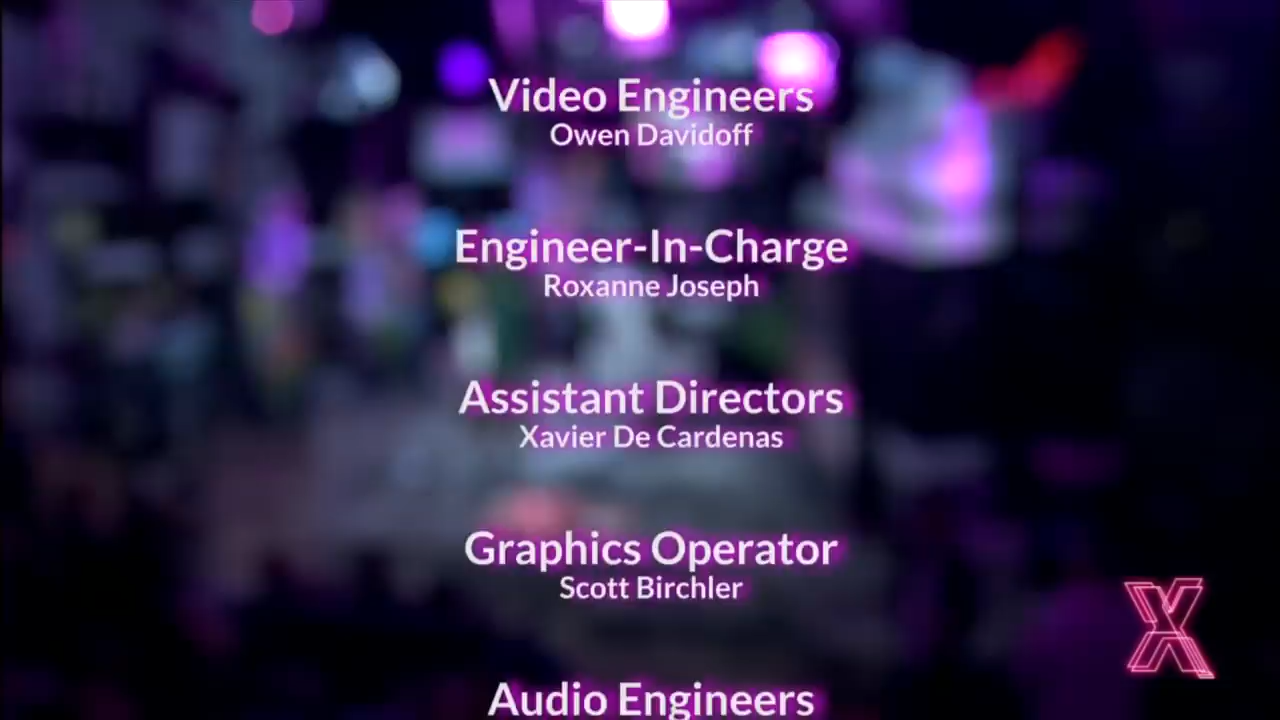 Video Engineers
Owen Davidoff
Engineer-In-Charge
Roxanne Joseph
Assistant Directors
Xavier De Cardenas
Graphics Operator
Scott Birchler
X
Audio Engineers